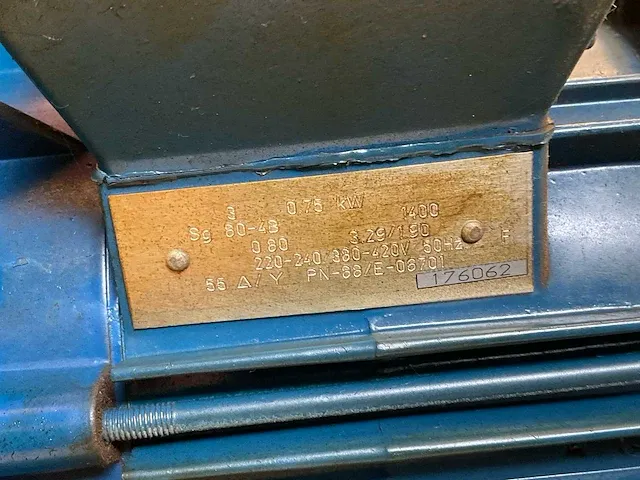 3 0.75 kW 1400
Sg 80-4B 3.29/1.90
0.80 220-240/380-420V 50Hz F
55 Δ/Y PN-88/E-06701
176062